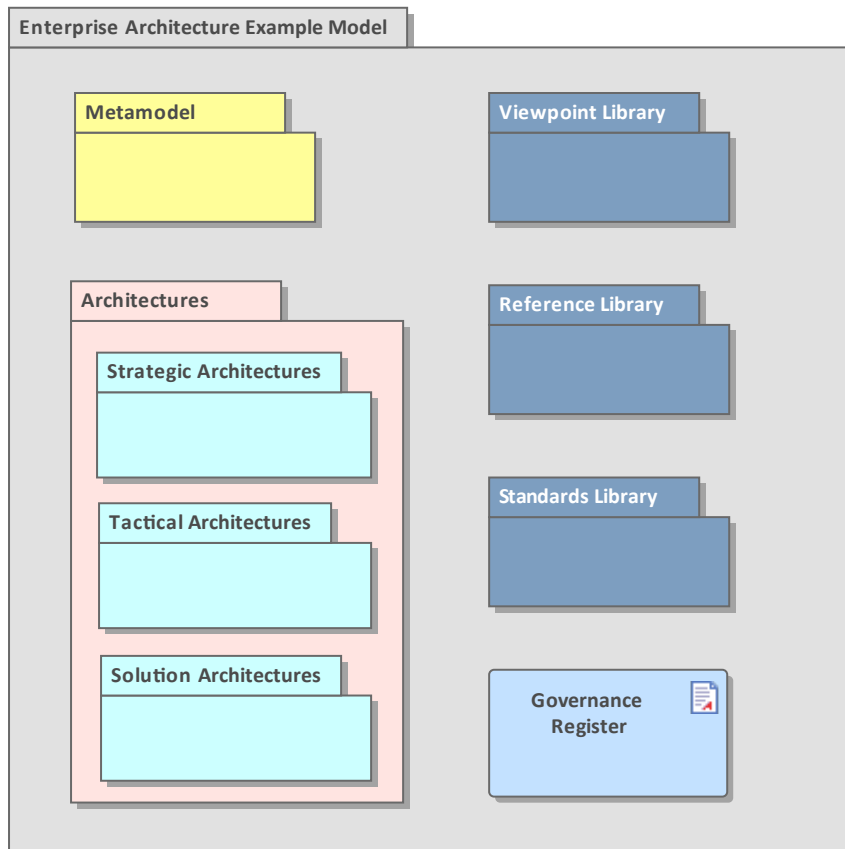 Enterprise Architecture Example Model
Metamodel
Viewpoint Library
Architectures
Reference Library
Strategic Architectures
Tactical Architectures
Standards Library
Solution Architectures
Governance
Register